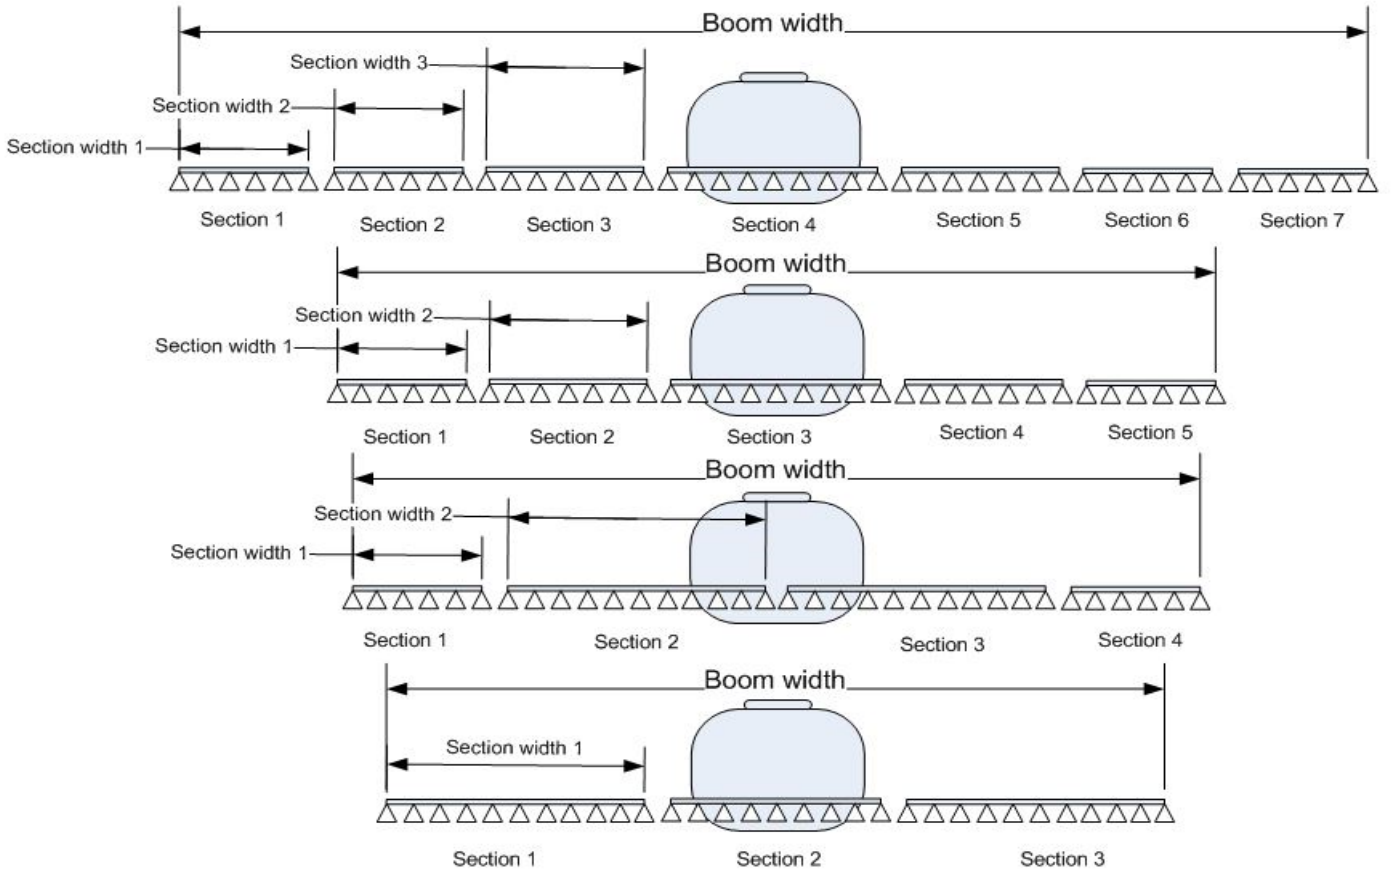 Boom width
Section width 3
Section width 2
Section width 1
Section 1
Section 2
Section 3
Section 4
Section 5
Section 6
Section 7
Boom width
Section width 2
Section width 1
Section 1
Section 2
Section 3
Section 4
Section 5
Boom width
Section width 2
Section width 1
Section 1
Section 2
Section 3
Section 4
Boom width
Section width 1
Section 1
Section 2
Section 3